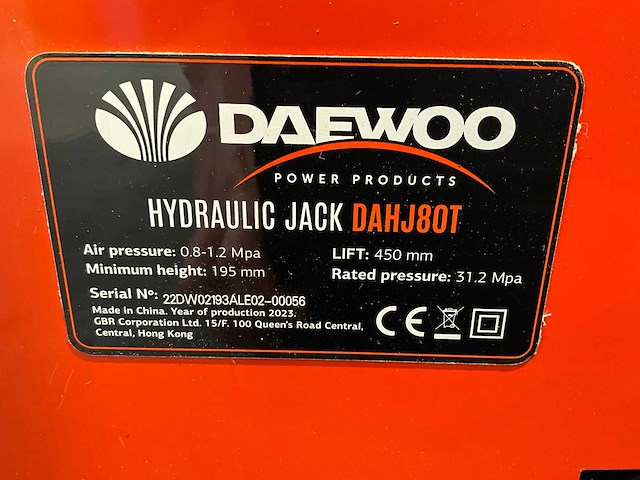 DAEWOO
POWER PRODUCTS
HYDRAULIC JACK DAHJ80T
Air pressure: 0.8-1.2 Mpa
LIFT: 450 mm
Minimum height: 195 mm
Rated pressure: 31.2 Mpa
Serial Nº: 22DW02193ALE02-00056
Made in China. Year of production 2023.
GBR Corporation Ltd. 15/F. 100 Queen's Road Central,
Central, Hong Kong
CE